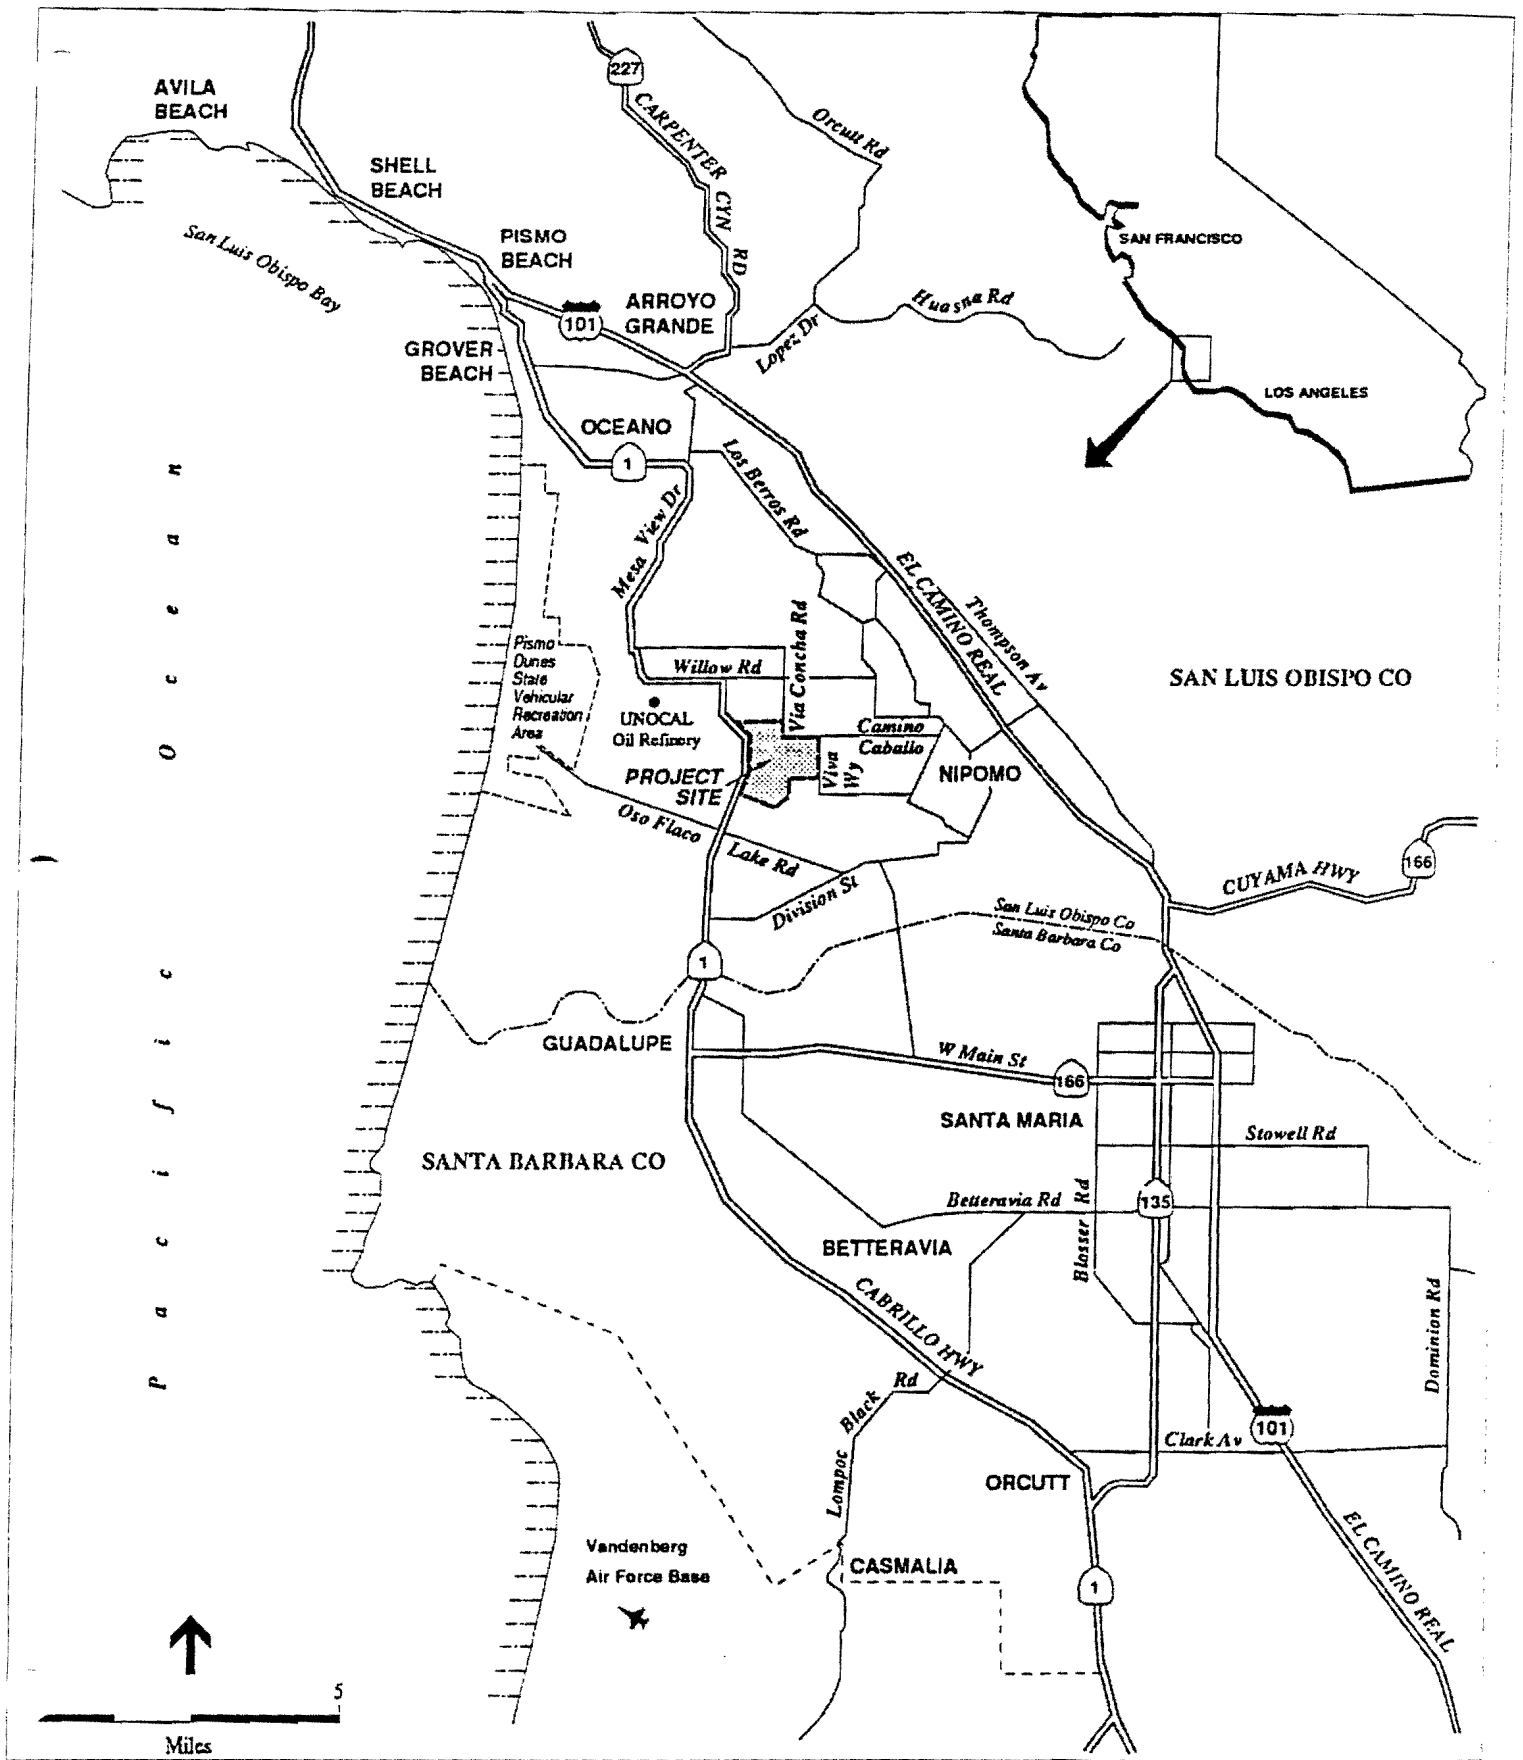 227
AVILA
BEACH
CARPENTER CYN RD
Orcutt Rd
SHELL
BEACH
San Luis Obispo Bay
PISMO
BEACH
SAN FRANCISCO
101
ARROYO
GRANDE
Huasna Rd
Lopez Dr
GROVER
BEACH
LOS ANGELES
OCEANO
1
Los Berros Rd
Mesa View Dr
EL CAMINO REAL
Thompson Av
Pacific Ocean
Pismo
Dunes
State
Vehicular
Recreation
Area
Willow Rd
Via Concha Rd
SAN LUIS OBISPO CO
UNOCAL
Oil Refinery
Camino
Caballo
PROJECT
SITE
Viva
Wy
NIPOMO
Oso Flaco Lake Rd
Division St
CUYAMA HWY
166
San Luis Obispo Co
Santa Barbara Co
1
GUADALUPE
W Main St
166
SANTA MARIA
Stowell Rd
SANTA BARBARA CO
Betteravia Rd
Blosser Rd
135
BETTERAVIA
CABRILLO HWY
Dominion Rd
Lompoc Black Rd
101
Clark Av
ORCUTT
EL CAMINO REAL
Vandenberg
Air Force Base
CASMALIA
1
5
Miles